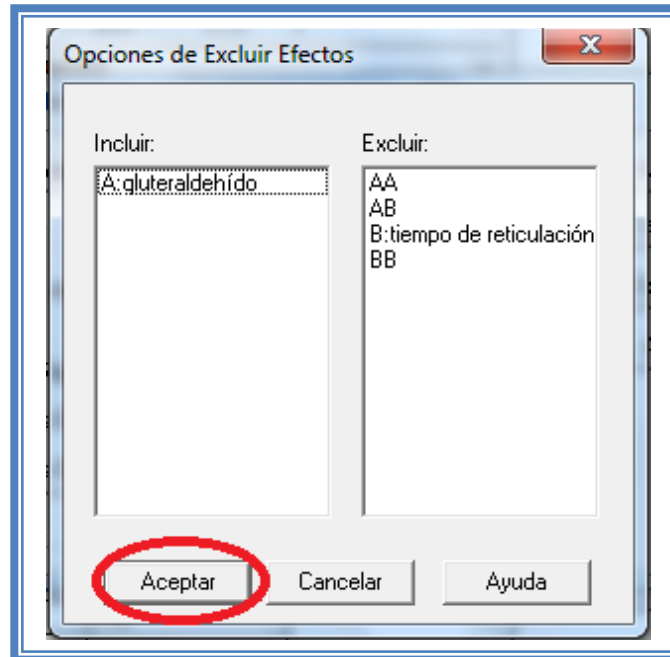 Opciones de Excluir Efectos
Incluir:
Excluir:
A:gluteraldehído
AA
AB
B:tiempo de reticulación
BB
Aceptar
Cancelar
Ayuda